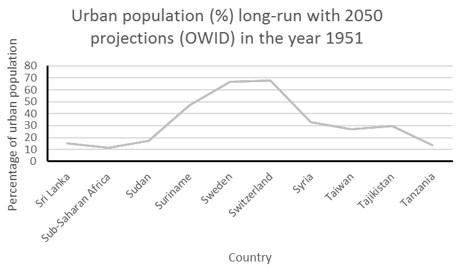 Urban population (%) long-run with 2050
projections (OWID) in the year 1951
Percentage of urban population
80
70
60
50
40
30
20
10
0
Sri Lanka
Sub-Saharan Africa
Sudan
Suriname
Sweden
Switzerland
Syria
Taiwan
Tajikistan
Tanzania
Country